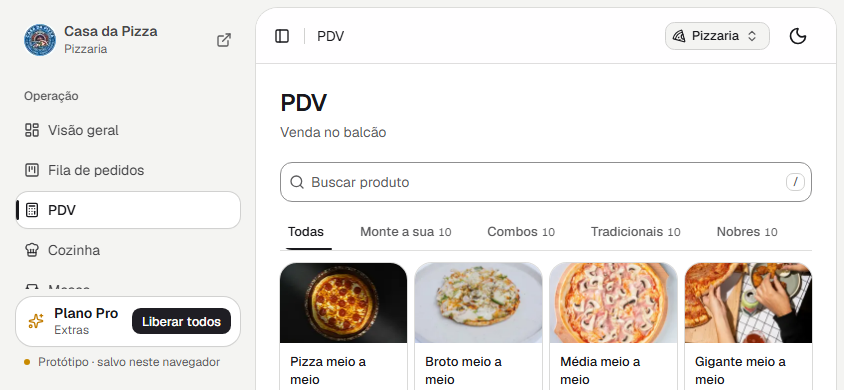 Casa da Pizza
Pizzaria
Operação
Visão geral
Fila de pedidos
PDV
Cozinha
Plano Pro
Extras
Liberar todos
Protótipo · salvo neste navegador
PDV
Pizzaria
PDV
Venda no balcão
Buscar produto
/
Todas
Monte a sua 10
Combos 10
Tradicionais 10
Nobres 10
Pizza meio a
meio
Broto meio a
meio
Média meio a
meio
Gigante meio a
meio